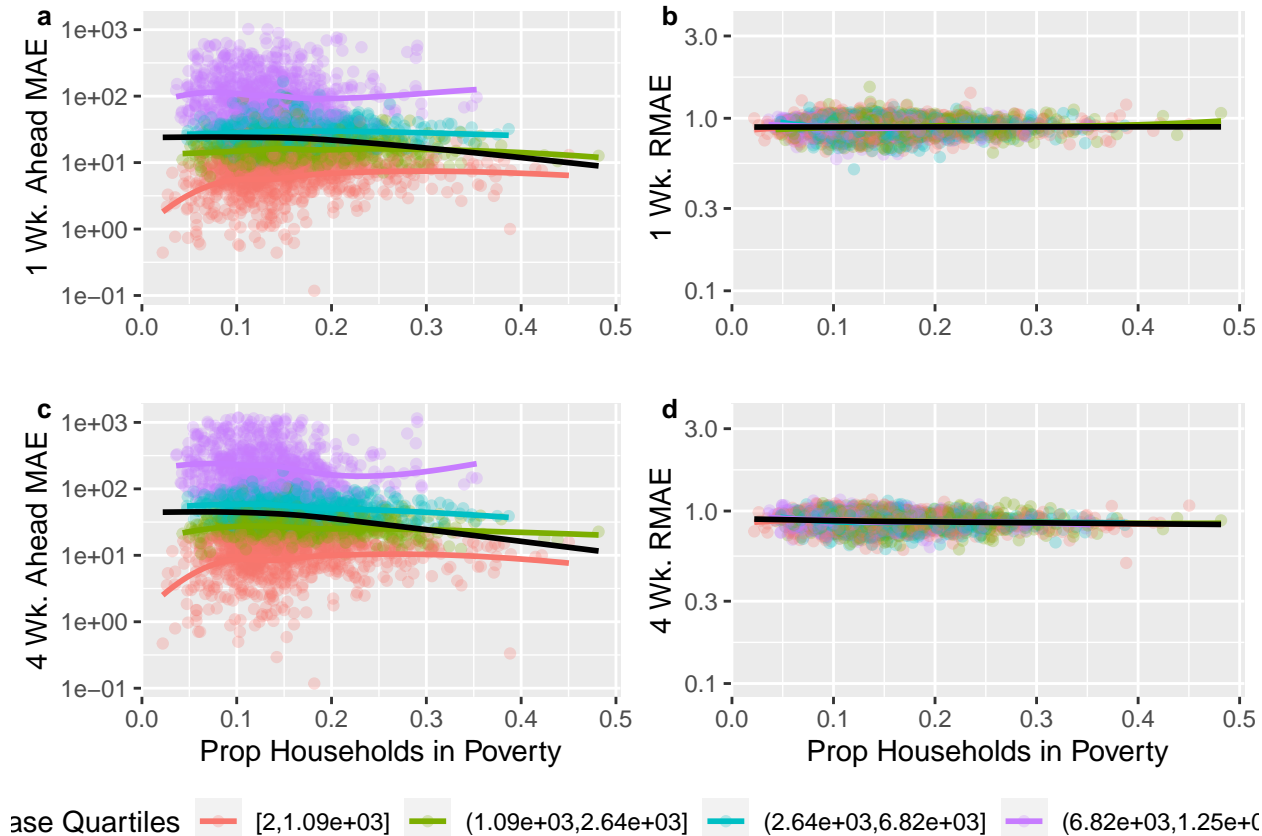 a
b
1e+03
1e+02
1e+01
1e+00
1e−01
1 Wk. Ahead MAE
0.0 0.1 0.2 0.3 0.4 0.5
3.0
1.0
0.3
0.1
1 Wk. RMAE
0.0 0.1 0.2 0.3 0.4 0.5
c
d
1e+03
1e+02
1e+01
1e+00
1e−01
4 Wk. Ahead MAE
0.0 0.1 0.2 0.3 0.4 0.5
Prop Households in Poverty
3.0
1.0
0.3
0.1
4 Wk. RMAE
0.0 0.1 0.2 0.3 0.4 0.5
Prop Households in Poverty
ase Quartiles [2,1.09e+03] (1.09e+03,2.64e+03] (2.64e+03,6.82e+03] (6.82e+03,1.25e+0